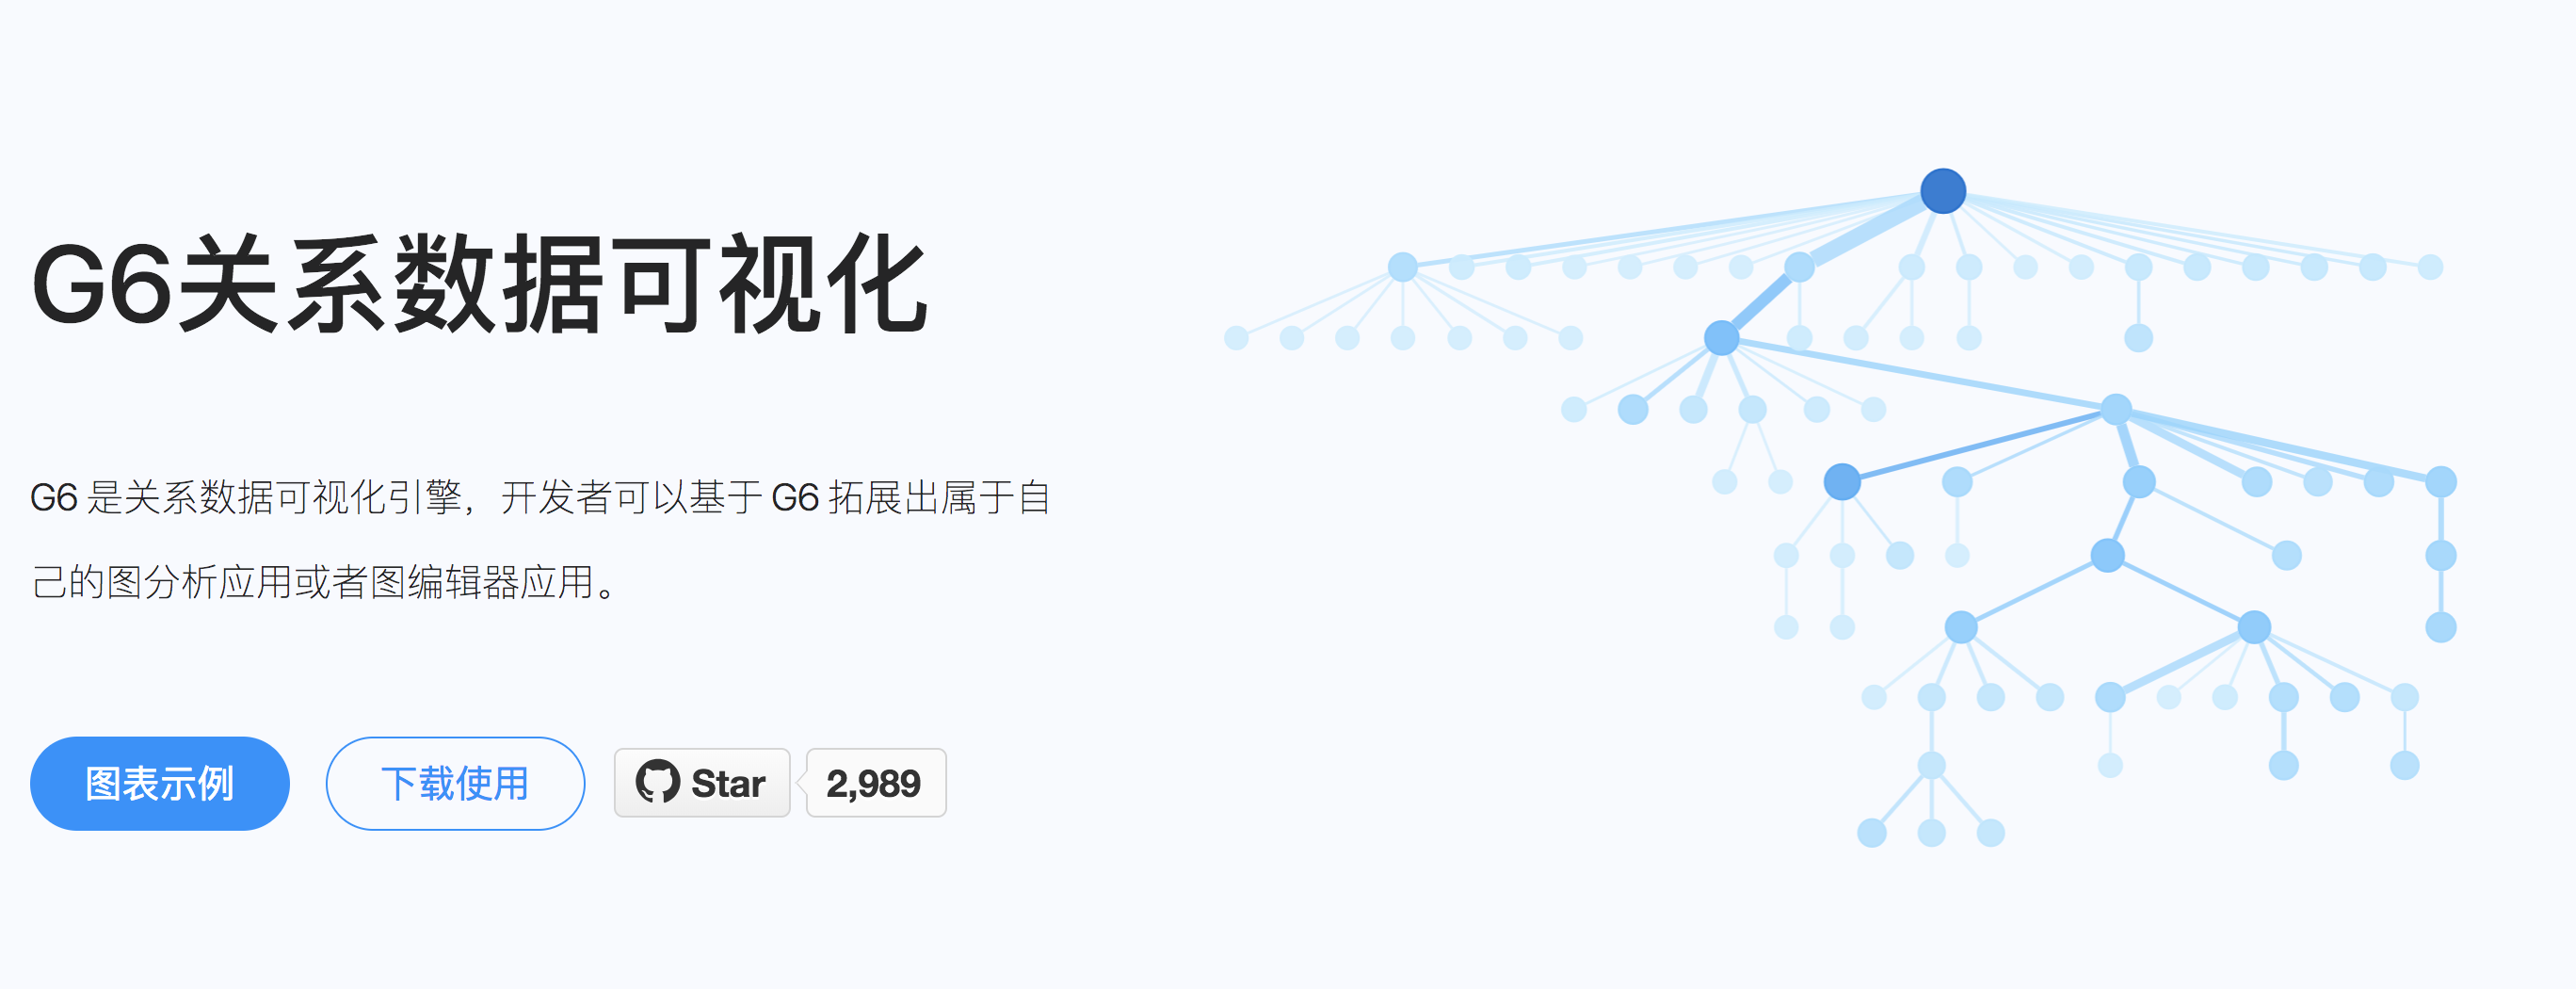 G6关系数据可视化
G6 是关系数据可视化引擎，开发者可以基于 G6 拓展出属于自
己的图分析应用或者图编辑器应用。
图表示例
下载使用
Star
2,989